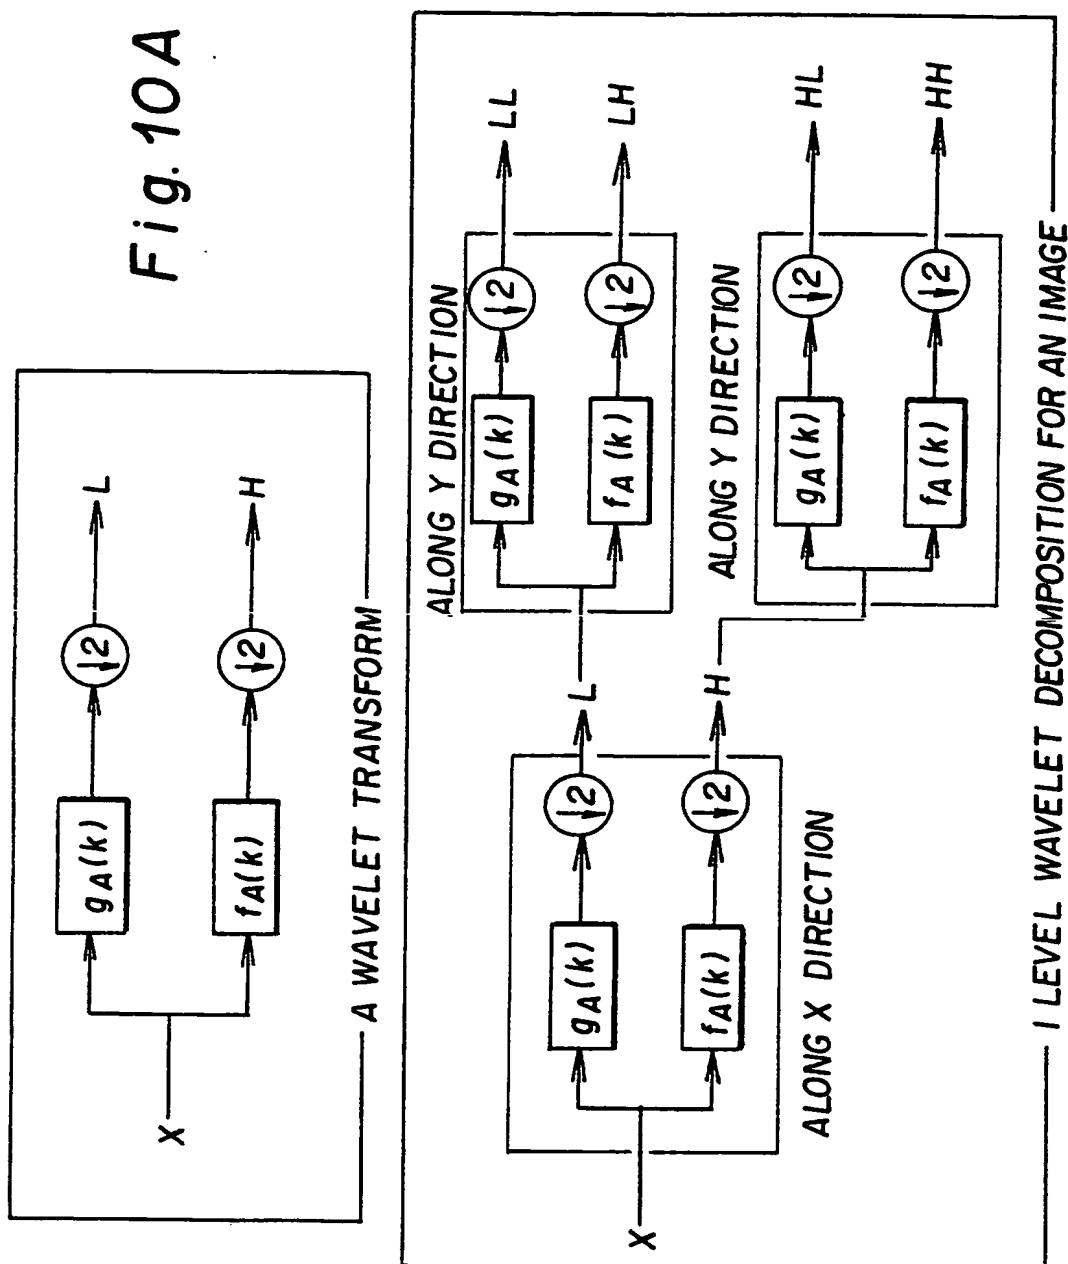 Fig. 10A
X
gA(k)
↓2
L
fA(k)
↓2
H
A WAVELET TRANSFORM
X
gA(k)
↓2
L
fA(k)
↓2
H
ALONG X DIRECTION
ALONG Y DIRECTION
gA(k)
↓2
LL
fA(k)
↓2
LH
ALONG Y DIRECTION
gA(k)
↓2
HL
fA(k)
↓2
HH
1 LEVEL WAVELET DECOMPOSITION FOR AN IMAGE